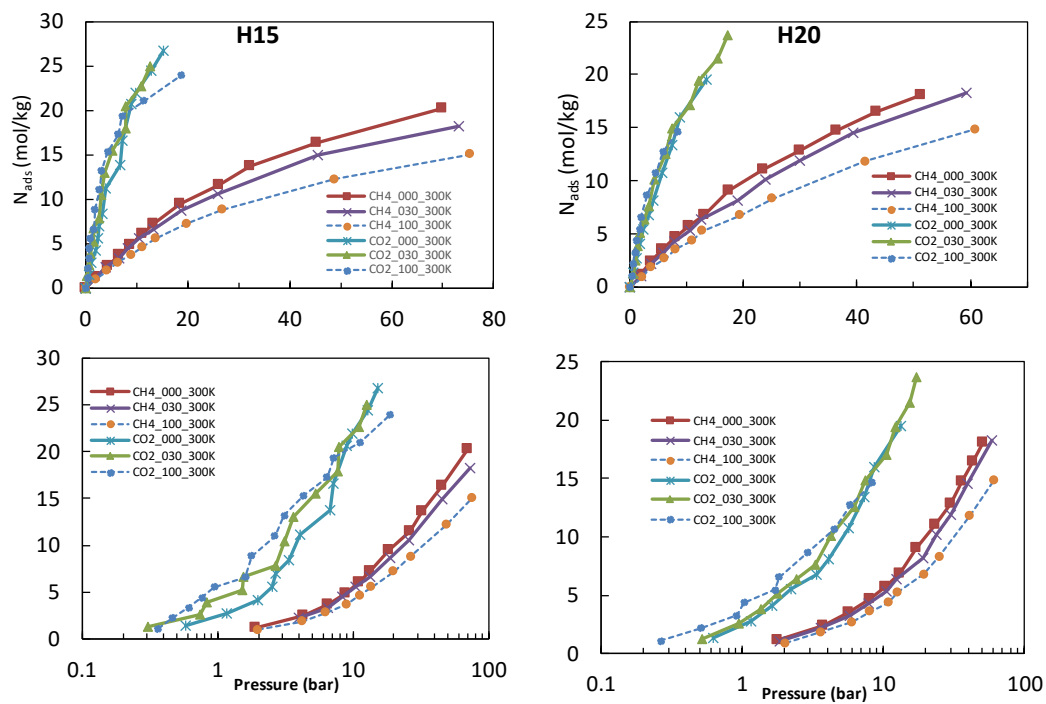 H15
N_ads (mol/kg)
30
25
20
15
10
5
0
0 20 40 60 80
CH4_000_300K
CH4_030_300K
CH4_100_300K
CO2_000_300K
CO2_030_300K
CO2_100_300K
H20
N_ads (mol/kg)
25
20
15
10
5
0
0 20 40 60
CH4_000_300K
CH4_030_300K
CH4_100_300K
CO2_000_300K
CO2_030_300K
CO2_100_300K
30
25
20
15
10
5
0
CH4_000_300K
CH4_030_300K
CH4_100_300K
CO2_000_300K
CO2_030_300K
CO2_100_300K
0.1 1 10 100
Pressure (bar)
25
20
15
10
5
0
CH4_000_300K
CH4_030_300K
CH4_100_300K
CO2_000_300K
CO2_030_300K
CO2_100_300K
0.1 1 10 100
Pressure (bar)